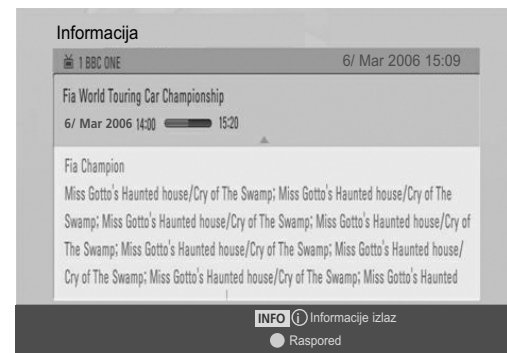 Informacija
1 BBC ONE 6/ Mar 2006 15:09
Fia World Touring Car Championship
6/ Mar 2006 14:00 15:20
Fia Champion
Miss Gotto's Haunted house/Cry of The Swamp; Miss Gotto's Haunted house/Cry of The
Swamp; Miss Gotto's Haunted house/Cry of The Swamp; Miss Gotto's Haunted house/Cry of
The Swamp; Miss Gotto's Haunted house/Cry of The Swamp; Miss Gotto's Haunted house/
Cry of The Swamp; Miss Gotto's Haunted house/Cry of The Swamp; Miss Gotto's Haunted
INFO i Informacije izlaz
Raspored